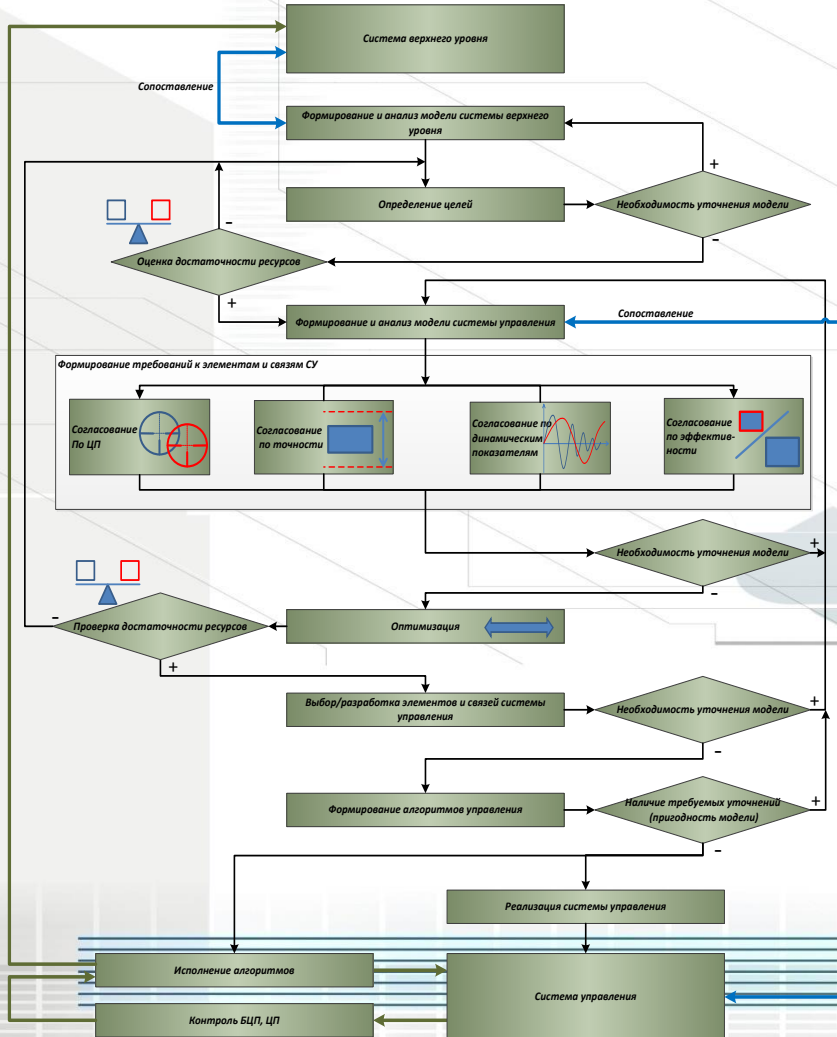 Система верхнего уровня
Сопоставление
Формирование и анализ модели системы верхнего
уровня
+
Определение целей
Необходимость уточнения модели
–
–
Оценка достаточности ресурсов
+
Формирование и анализ модели системы управления
Сопоставление
Формирование требований к элементам и связям СУ
Согласование
По ЦП
Согласование
по точности
Согласование по
динамическим
показателям
Согласование
по эффектив-
ности
Необходимость уточнения модели
+
–
–
Проверка достаточности ресурсов
Оптимизация
+
Выбор/разработка элементов и связей системы
управления
Необходимость уточнения модели
+
–
Формирование алгоритмов управления
Наличие требуемых уточнений
(пригодность модели)
+
–
Реализация системы управления
Исполнение алгоритмов
Система управления
Контроль БЦП, ЦП